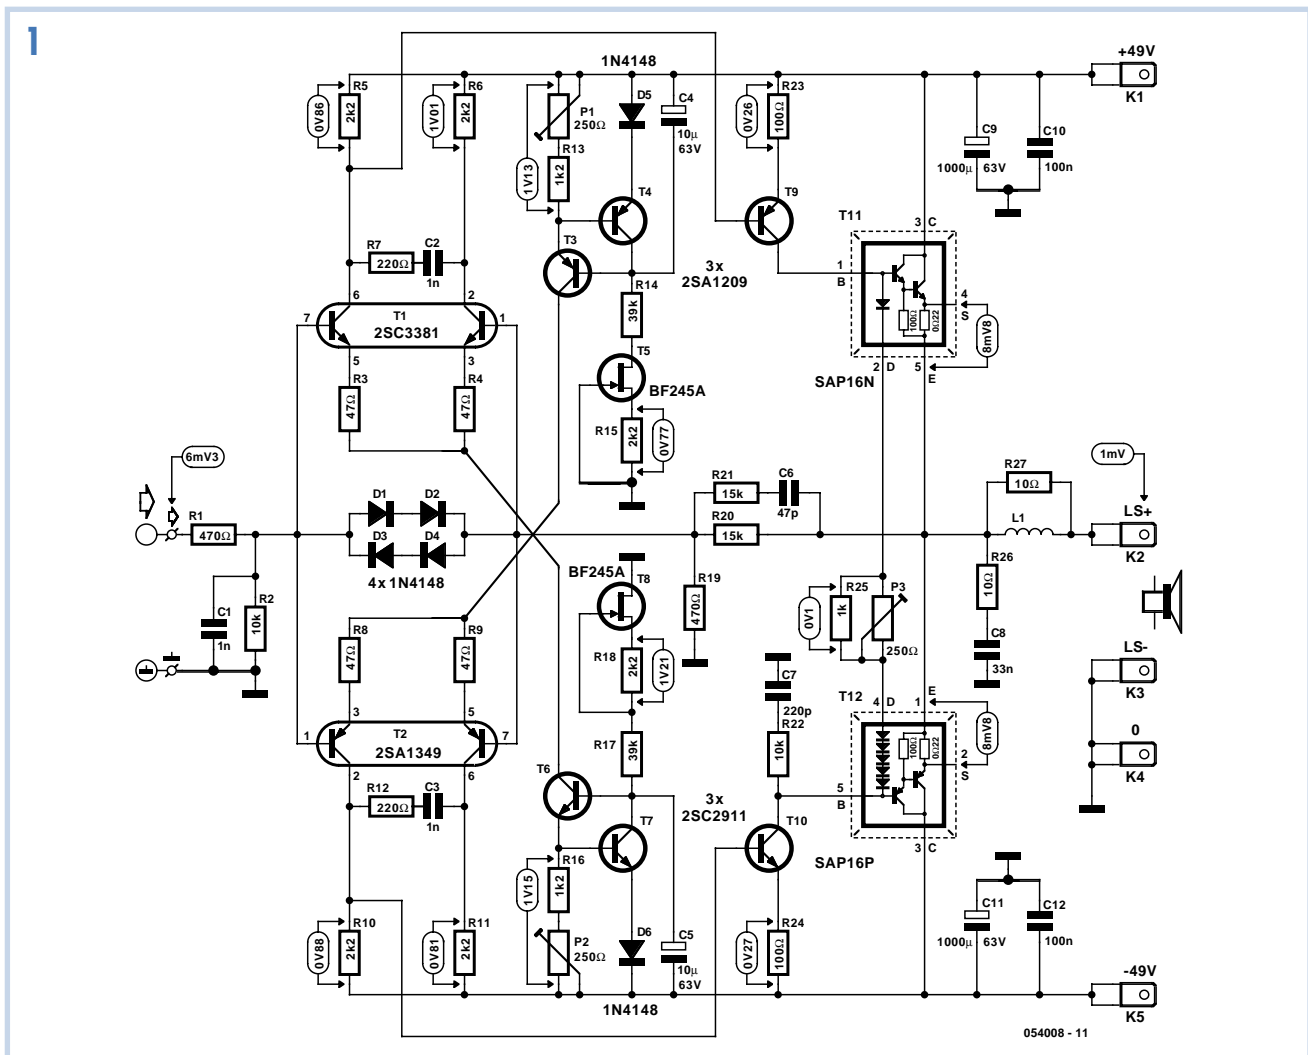 1
1N4148
+49V
K1
R5
2k2
0V86
R6
2k2
1V01
P1
250Ω
R13
1k2
1V13
D5
C4
10µ
63V
R23
100Ω
0V26
C9
1000µ
63V
C10
100n
T4
T9
T11
3 C
T3
3x
2SA1209
1
B
R7
220Ω
C2
1n
R14
39k
100Ω
0Ω22
4
S
8mV8
6
2
7
T1
2SC3381
1
T5
BF245A
5
3
2 D
5
E
SAP16N
R3
47Ω
R4
47Ω
R15
2k2
0V77
6mV3
R21
15k
C6
47p
R27
10Ω
1mV
R1
470Ω
D1
D2
D3
D4
4x 1N4148
R20
15k
L1
LS+
K2
BF245A
T8
R19
470Ω
R26
10Ω
C1
1n
R2
10k
R25
1k
0V1
P3
250Ω
C8
33n
R8
47Ω
R9
47Ω
R18
2k2
1V21
C7
220p
T12
4 D
E
1
LS-
K3
3
5
1
T2
2SA1349
7
R17
39k
R22
10k
100Ω
0Ω22
2
S
8mV8
0
K4
2
6
R12
220Ω
C3
1n
T6
3x
2SC2911
5
B
T7
T10
3 C
SAP16P
R16
1k2
1V15
R10
2k2
0V88
R11
2k2
0V81
P2
250Ω
D6
C5
10µ
63V
R24
100Ω
0V27
C11
1000µ
63V
C12
100n
-49V
K5
1N4148
054008 - 11